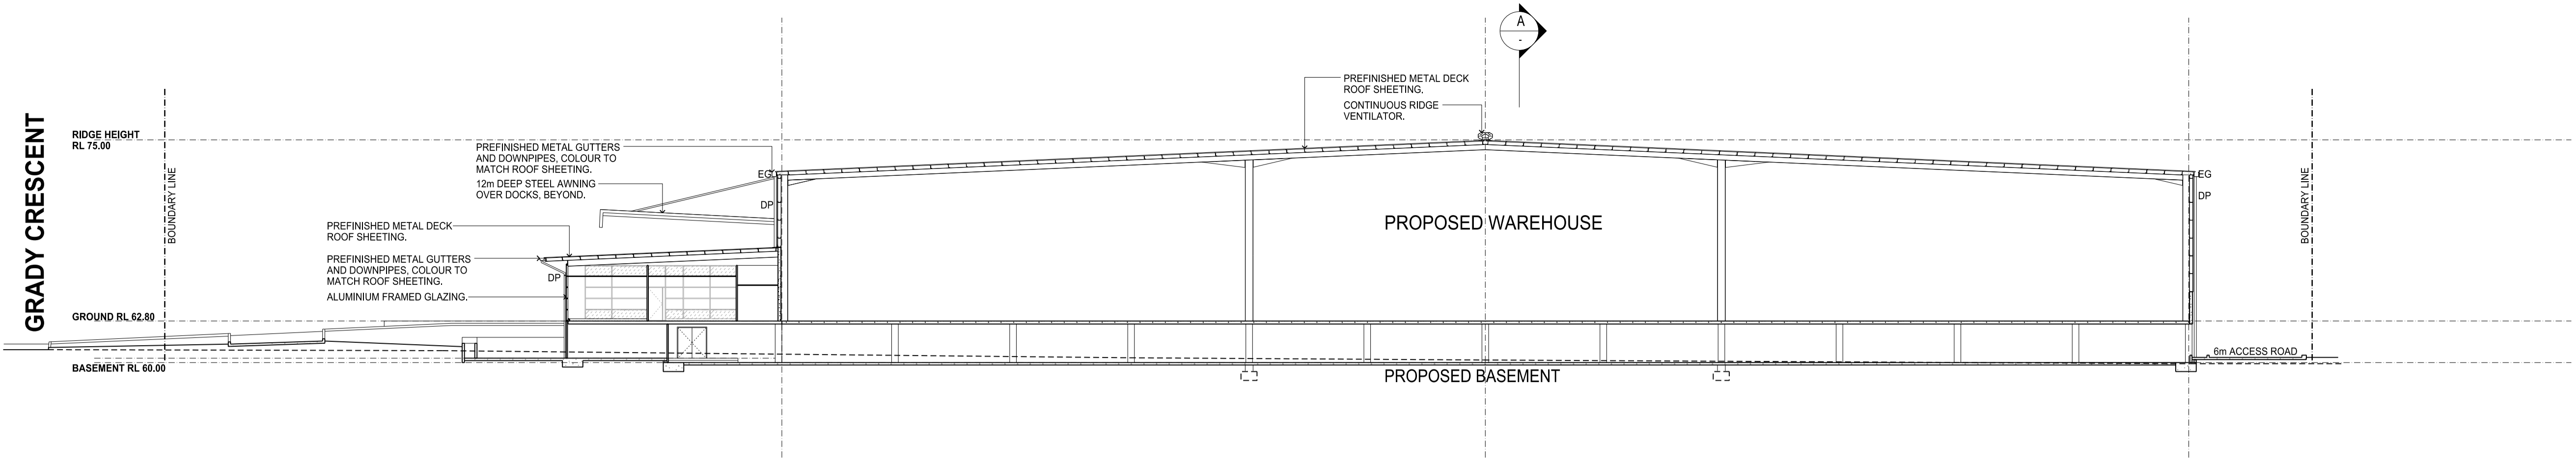 A
-
PREFINISHED METAL DECK
ROOF SHEETING.
CONTINUOUS RIDGE
VENTILATOR.
GRADY CRESCENT
RIDGE HEIGHT
RL 75.00
BOUNDARY LINE
PREFINISHED METAL GUTTERS
AND DOWNPIPES, COLOUR TO
MATCH ROOF SHEETING.
12m DEEP STEEL AWNING
OVER DOCKS, BEYOND.
EG
DP
EG
DP
BOUNDARY LINE
PROPOSED WAREHOUSE
PREFINISHED METAL DECK
ROOF SHEETING.
PREFINISHED METAL GUTTERS
AND DOWNPIPES, COLOUR TO
MATCH ROOF SHEETING.
DP
ALUMINIUM FRAMED GLAZING.
GROUND RL 62.80
6m ACCESS ROAD
BASEMENT RL 60.00
PROPOSED BASEMENT